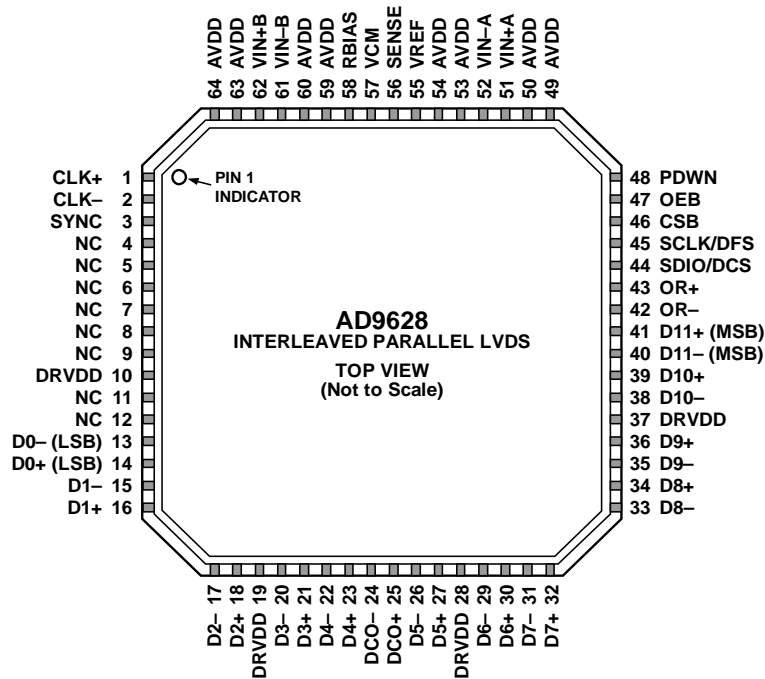 64 AVDD
63 AVDD
62 VIN+B
61 VIN–B
60 AVDD
59 AVDD
58 RBIAS
57 VCM
56 SENSE
55 VREF
54 AVDD
53 AVDD
52 VIN–A
51 VIN+A
50 AVDD
49 AVDD
CLK+ 1
CLK– 2
SYNC 3
NC 4
NC 5
NC 6
NC 7
NC 8
NC 9
DRVDD 10
NC 11
NC 12
D0– (LSB) 13
D0+ (LSB) 14
D1– 15
D1+ 16
PIN 1
INDICATOR
AD9628
INTERLEAVED PARALLEL LVDS
TOP VIEW
(Not to Scale)
48 PDWN
47 OEB
46 CSB
45 SCLK/DFS
44 SDIO/DCS
43 OR+
42 OR–
41 D11+ (MSB)
40 D11– (MSB)
39 D10+
38 D10–
37 DRVDD
36 D9+
35 D9–
34 D8+
33 D8–
D2– 17
D2+ 18
DRVDD 19
D3– 20
D3+ 21
D4– 22
D4+ 23
DCO– 24
DCO+ 25
D5– 26
D5+ 27
DRVDD 28
D6– 29
D6+ 30
D7– 31
D7+ 32